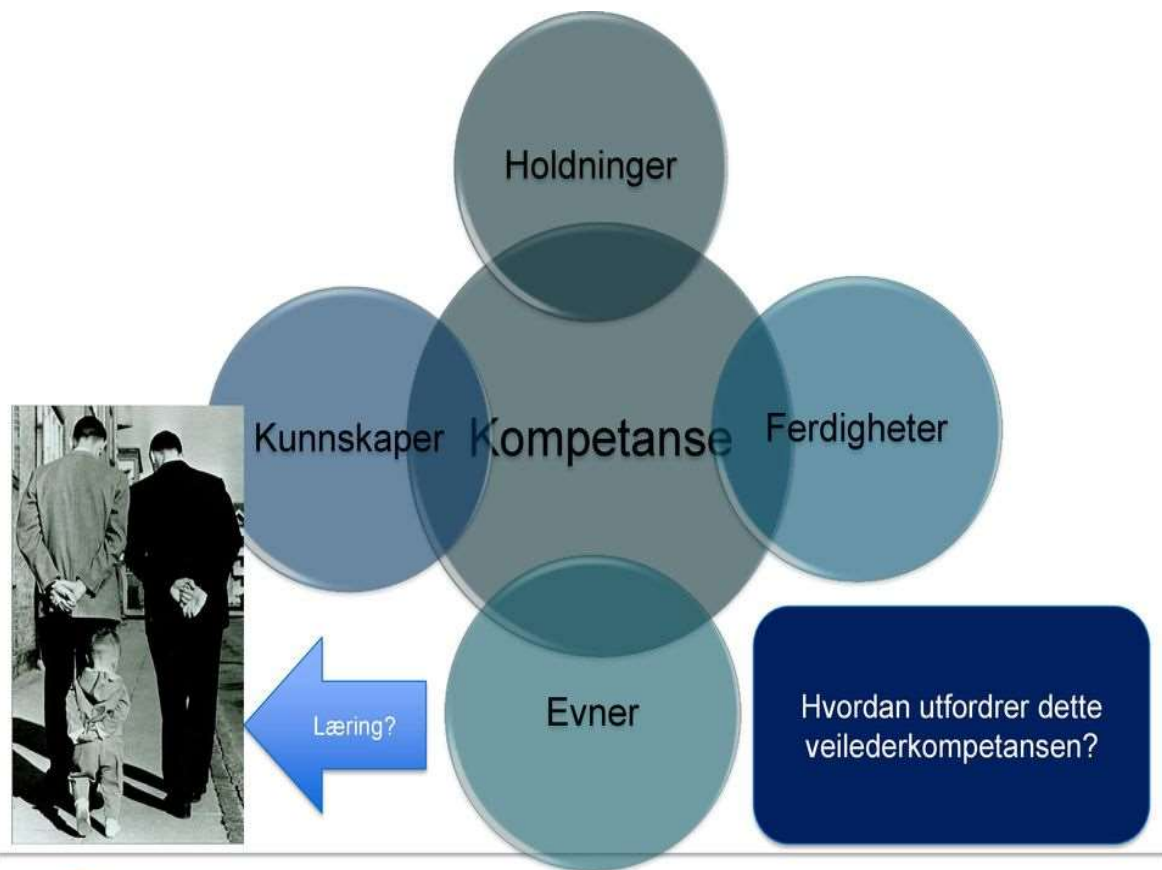 Holdninger
Kunnskaper
Kompetanse
Ferdigheter
Evner
Læring?
Hvordan utfordrer dette
veilederkompetansen?